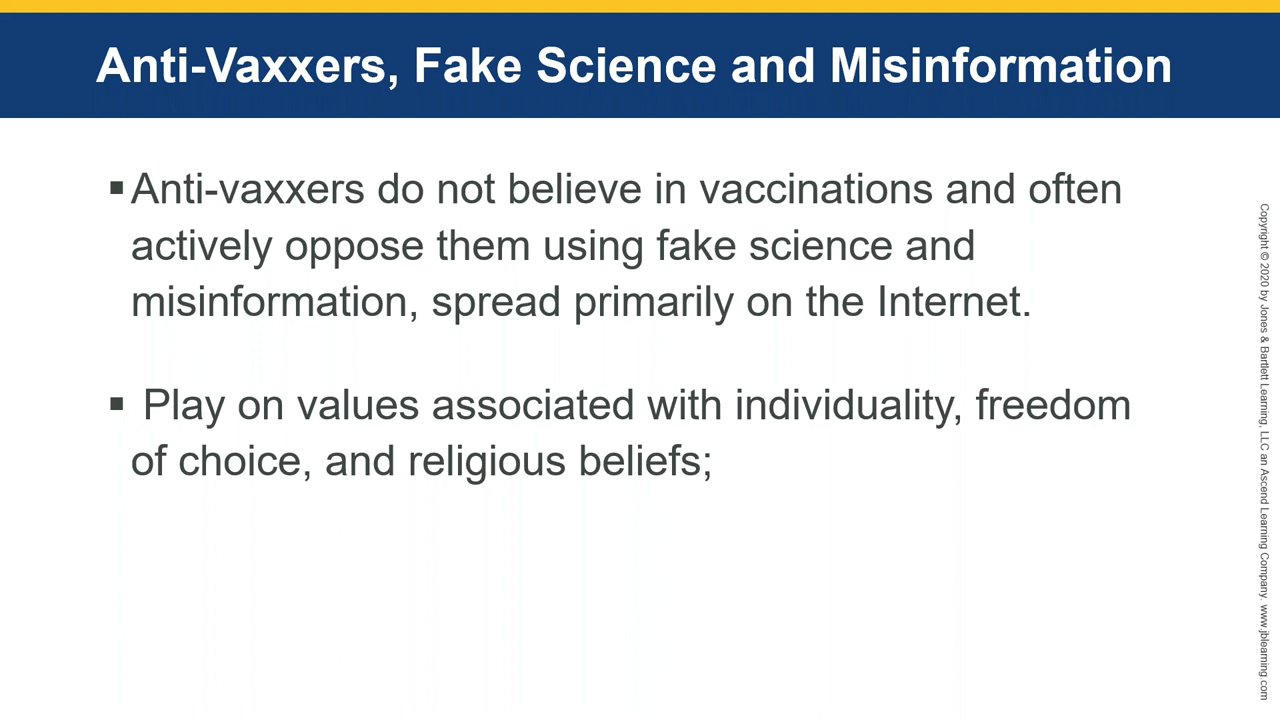 Anti-Vaxxers, Fake Science and Misinformation
▪Anti-vaxxers do not believe in vaccinations and often
actively oppose them using fake science and
misinformation, spread primarily on the Internet.
▪ Play on values associated with individuality, freedom
of choice, and religious beliefs;
Copyright © 2020 by Jones & Bartlett Learning, LLC an Ascend Learning Company. www.jblearning.com